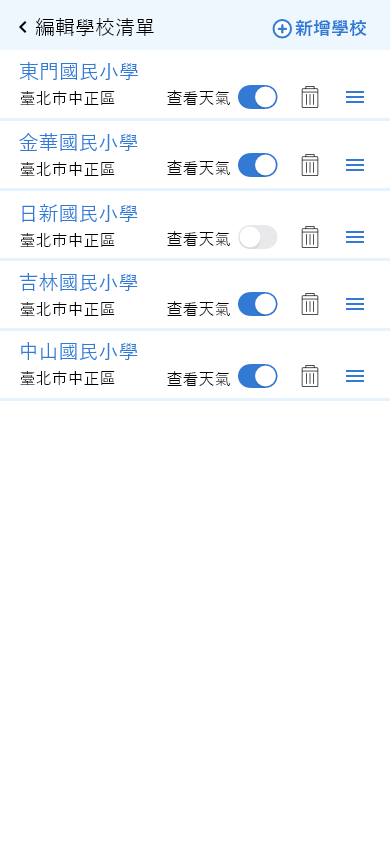 編輯學校清單
新增學校
東門國民小學
臺北市中正區
查看天氣
金華國民小學
臺北市中正區
查看天氣
日新國民小學
臺北市中正區
查看天氣
吉林國民小學
臺北市中正區
查看天氣
中山國民小學
臺北市中正區
查看天氣